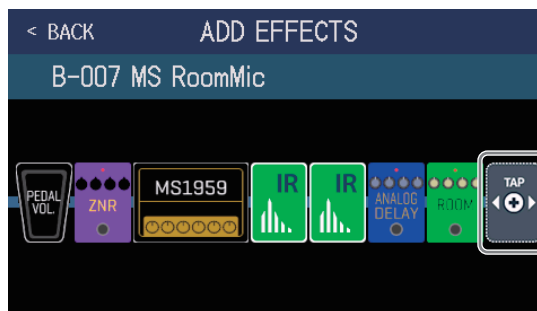 < BACK ADD EFFECTS
B-007 MS RoomMic
PEDAL
VOL.
ZNR
MS1959
IR
IR
ANALOG
DELAY
ROOM
TAP